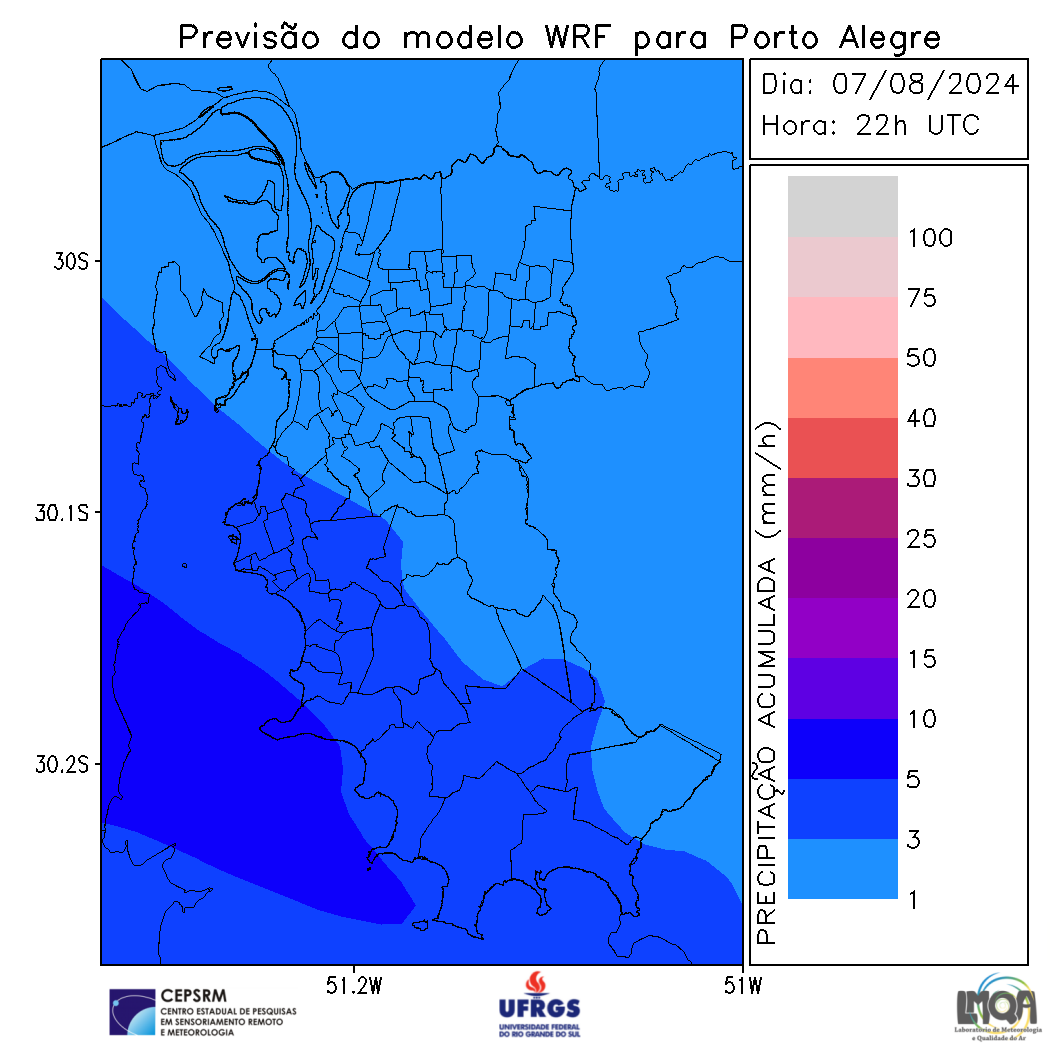 Previsão do modelo WRF para Porto Alegre
Dia: 07/08/2024
Hora: 22h UTC
30S
30.1S
30.2S
51.2W
51W
PRECIPITAÇÃO ACUMULADA (mm/h)
100
75
50
40
30
25
20
15
10
5
3
1
CEPSRM
CENTRO ESTADUAL DE PESQUISAS
EM SENSORIAMENTO REMOTO
E METEOROLOGIA
UFRGS
UNIVERSIDADE FEDERAL
DO RIO GRANDE DO SUL
LMQA
Laboratório de Meteorologia
e Qualidade do Ar